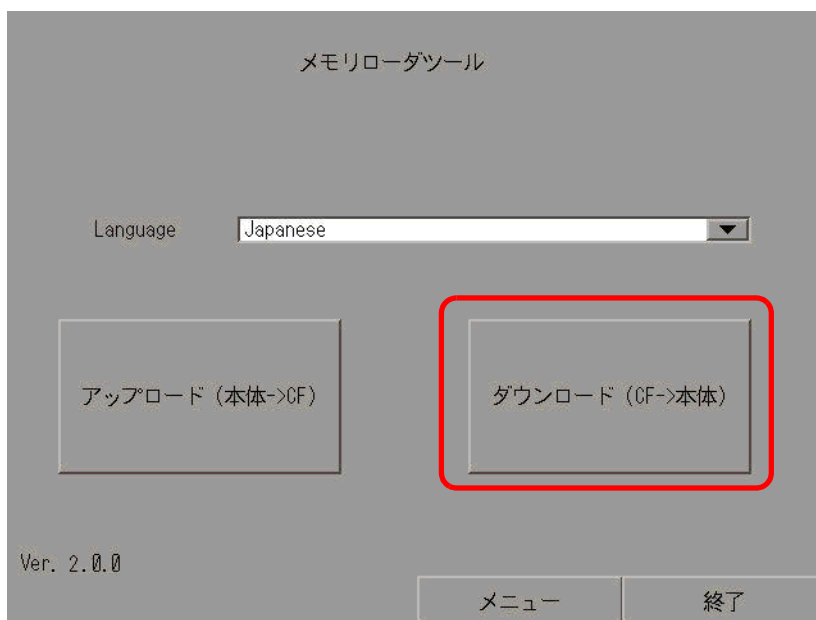 メモリローダツール
Language
Japanese
アップロード (本体->CF)
ダウンロード (CF->本体)
Ver. 2.0.0
メニュー
終了